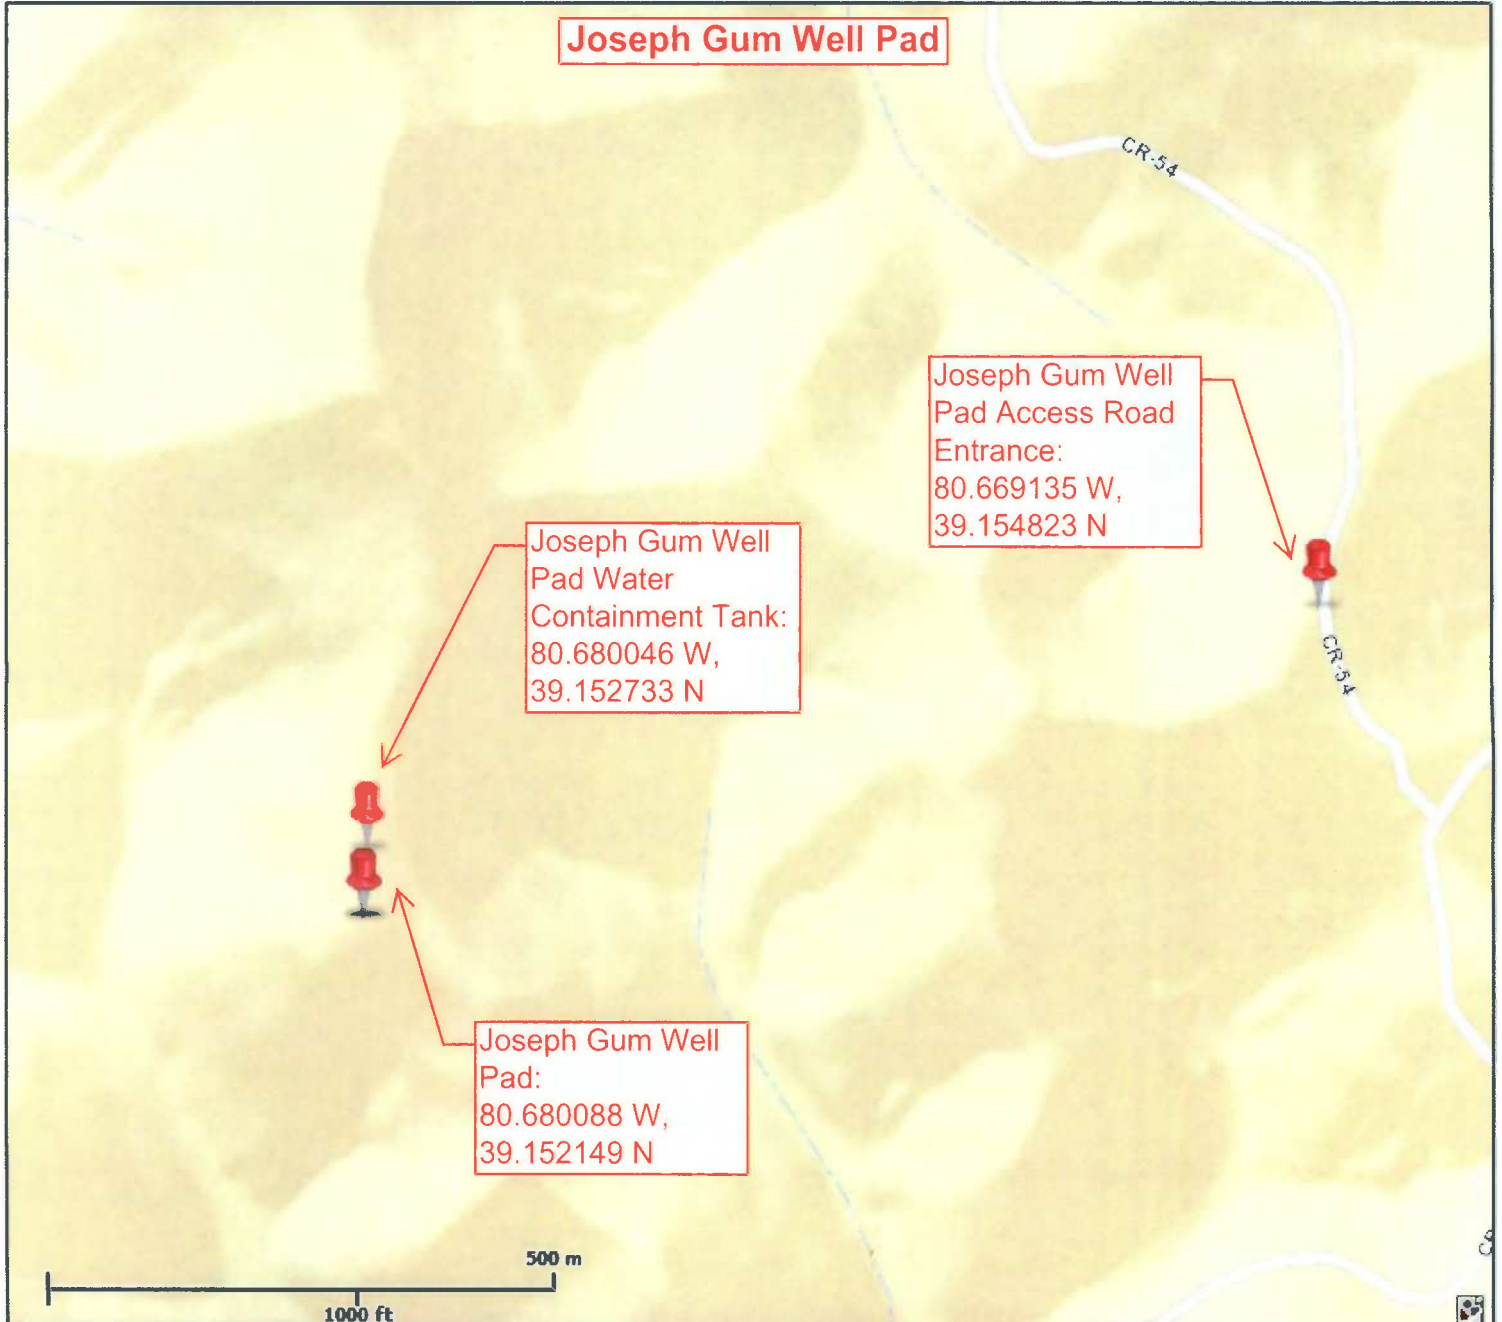 Joseph Gum Well Pad
CR-54
Joseph Gum Well
Pad Access Road
Entrance:
80.669135 W,
39.154823 N
Joseph Gum Well
Pad Water
Containment Tank:
80.680046 W,
39.152733 N
CR-54
Joseph Gum Well
Pad:
80.680088 W,
39.152149 N
500 m
1000 ft